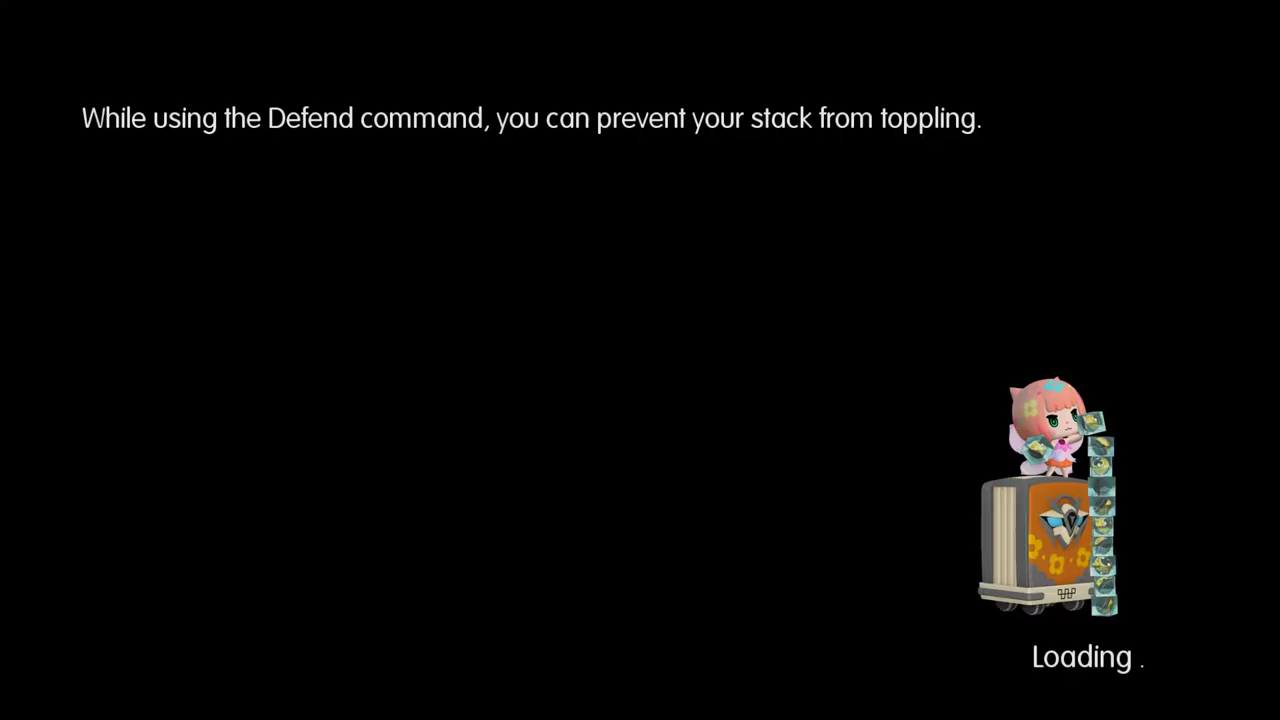 While using the Defend command, you can prevent your stack from toppling.
Loading .